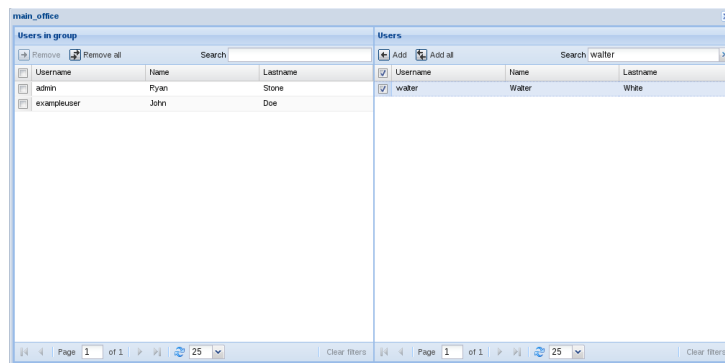 main_office
Users in group
Remove Remove all Search
Username Name Lastname
admin Ryan Stone
exampleuser John Doe
Page 1 of 1 25 Clear filters
Users
Add Add all Search walter
Username Name Lastname
walter Walter White
Page 1 of 1 25 Clear filters